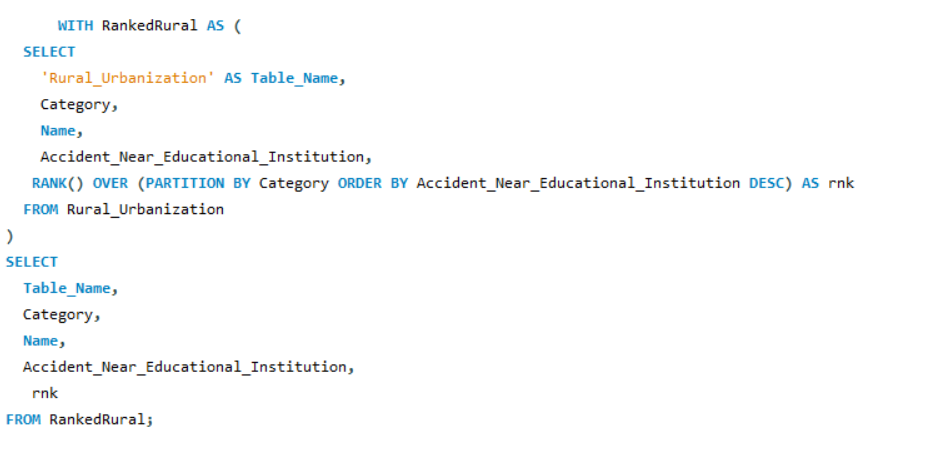 WITH RankedRural AS (
SELECT
'Rural_Urbanization' AS Table_Name,
Category,
Name,
Accident_Near_Educational_Institution,
RANK() OVER (PARTITION BY Category ORDER BY Accident_Near_Educational_Institution DESC) AS rnk
FROM Rural_Urbanization
)
SELECT
Table_Name,
Category,
Name,
Accident_Near_Educational_Institution,
rnk
FROM RankedRural;